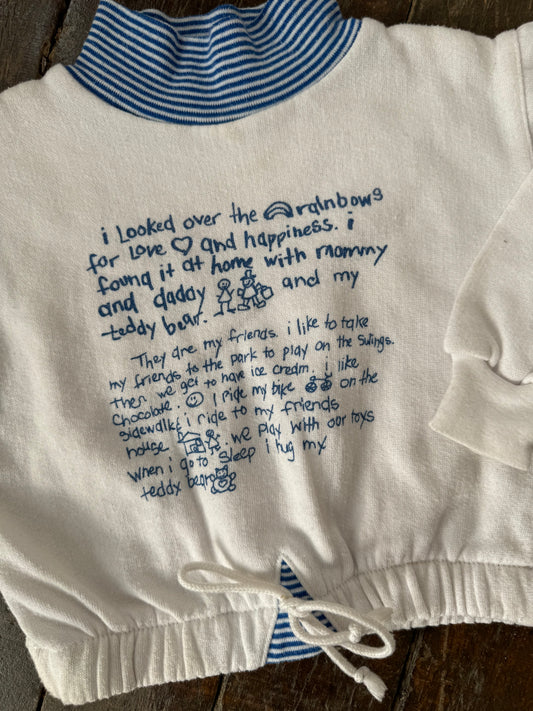 i Looked over the rainbows
for Love and happiness. i
found it at home with mommy
and daddy and my
teddy bear.
They are my friends. i like to take
my friends to the park to play on the swings.
then we get to have ice cream. i like
chocolate. I ride my bike on the
sidewalk i ride to my friends
house. we play with our toys
when i go to sleep i hug my
teddy bear